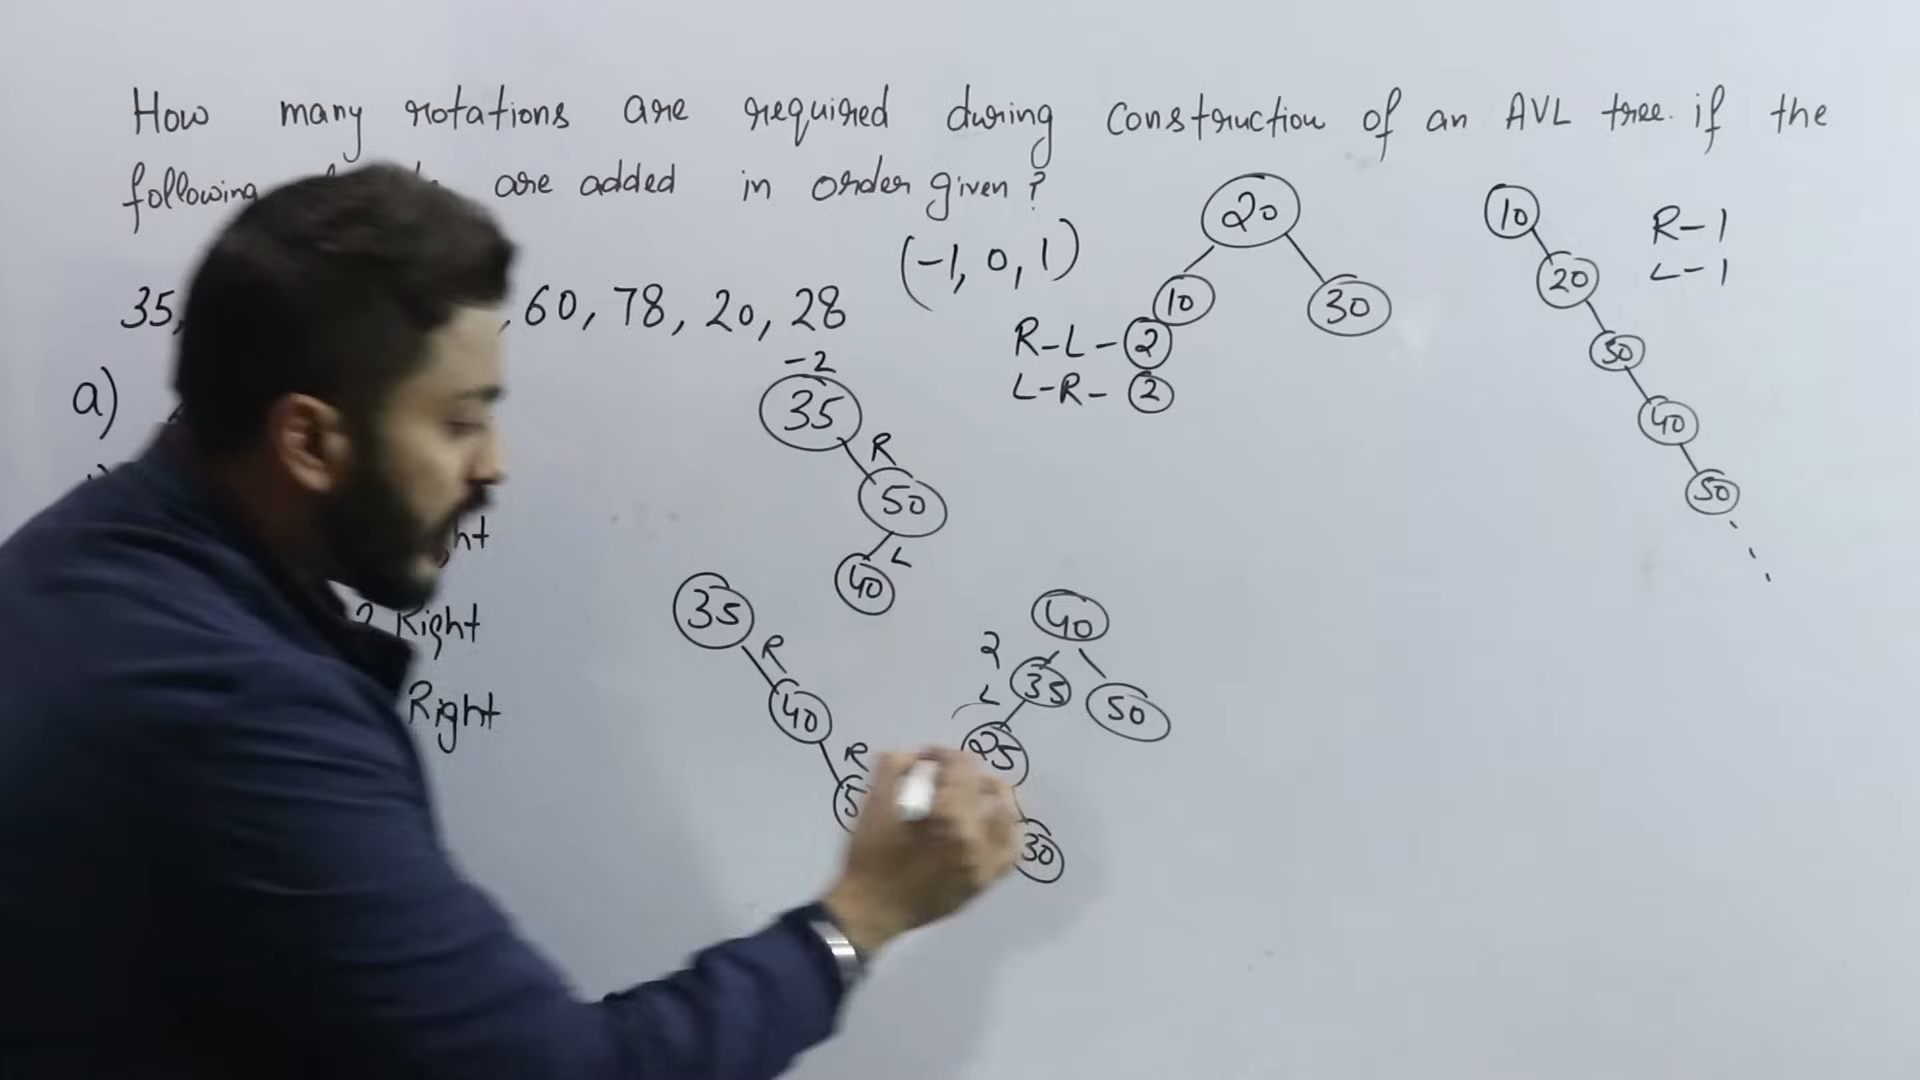 How many rotations are required during construction of an AVL tree. if the
following are added in order given?
35, , 60, 78, 20, 28
(-1, 0, 1)
a)
Right
Right
20
10
30
R-L-2
L-R-2
10
20
30
40
50
R-1
L-1
-2
35
R
50
L
40
35
R
40
R
40
2
L
35
50
25
30